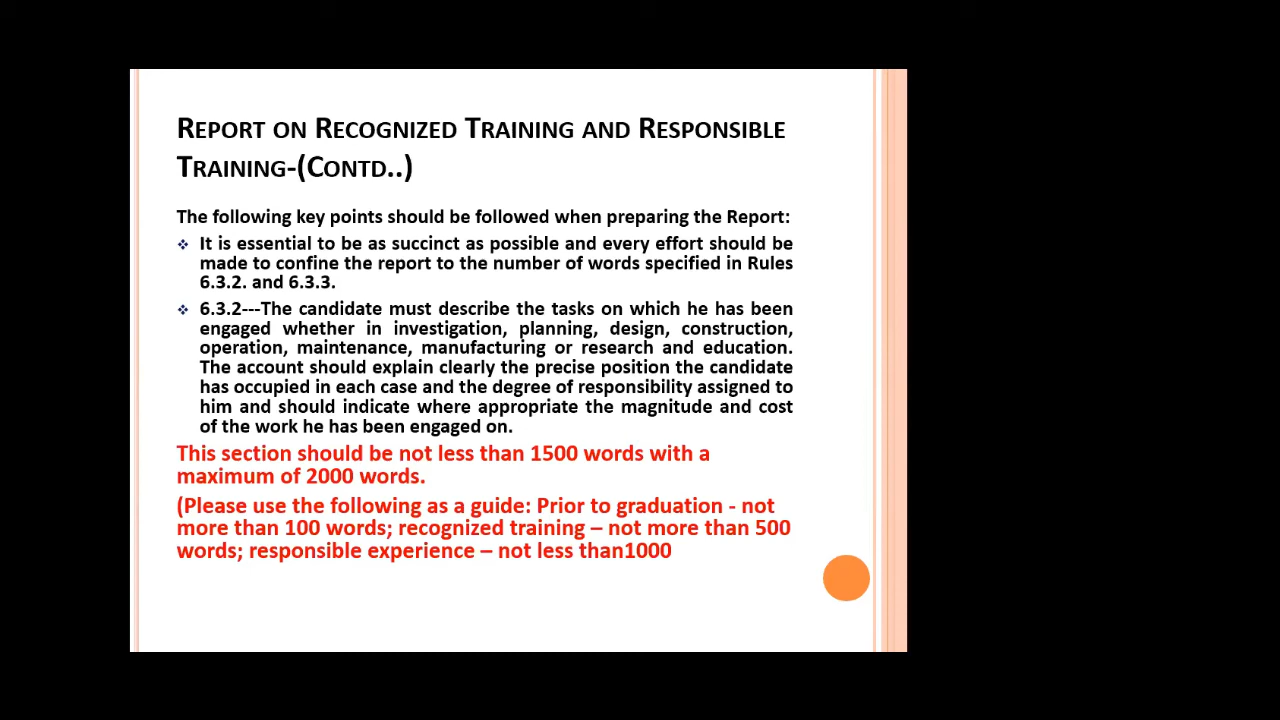 REPORT ON RECOGNIZED TRAINING AND RESPONSIBLE
TRAINING-(CONTD..)
The following key points should be followed when preparing the Report:
❖ It is essential to be as succinct as possible and every effort should be
made to confine the report to the number of words specified in Rules
6.3.2. and 6.3.3.
❖ 6.3.2---The candidate must describe the tasks on which he has been
engaged whether in investigation, planning, design, construction,
operation, maintenance, manufacturing or research and education.
The account should explain clearly the precise position the candidate
has occupied in each case and the degree of responsibility assigned to
him and should indicate where appropriate the magnitude and cost
of the work he has been engaged on.
This section should be not less than 1500 words with a
maximum of 2000 words.
(Please use the following as a guide: Prior to graduation - not
more than 100 words; recognized training – not more than 500
words; responsible experience – not less than1000